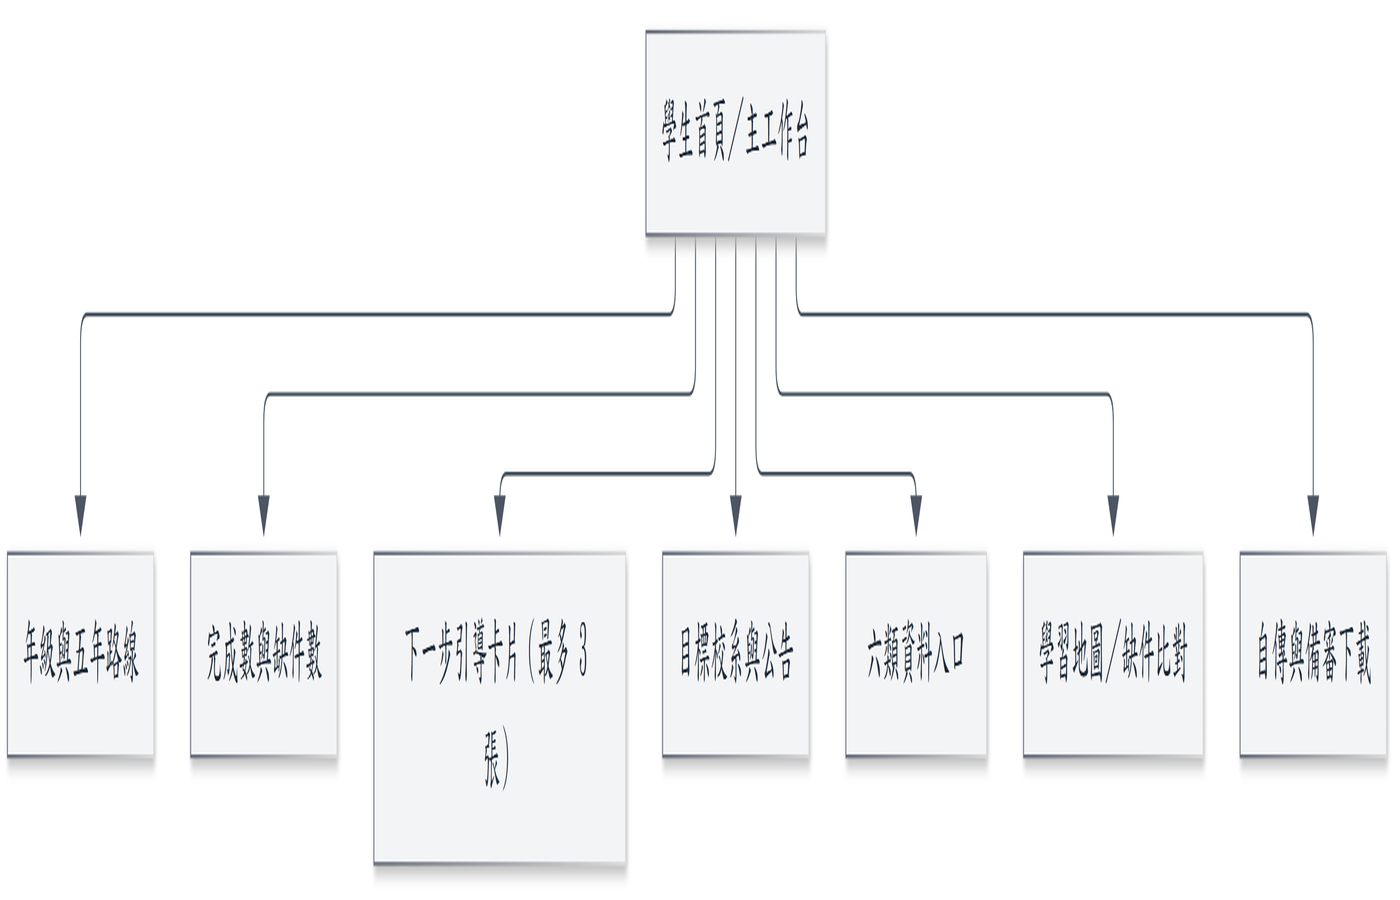 學生首頁/主工作台
年級與五年路線
完成數與缺件數
下一步引導卡片(最多 3
張)
目標校系與公告
六類資料入口
學習地圖/缺件比對
自傳與備審下載